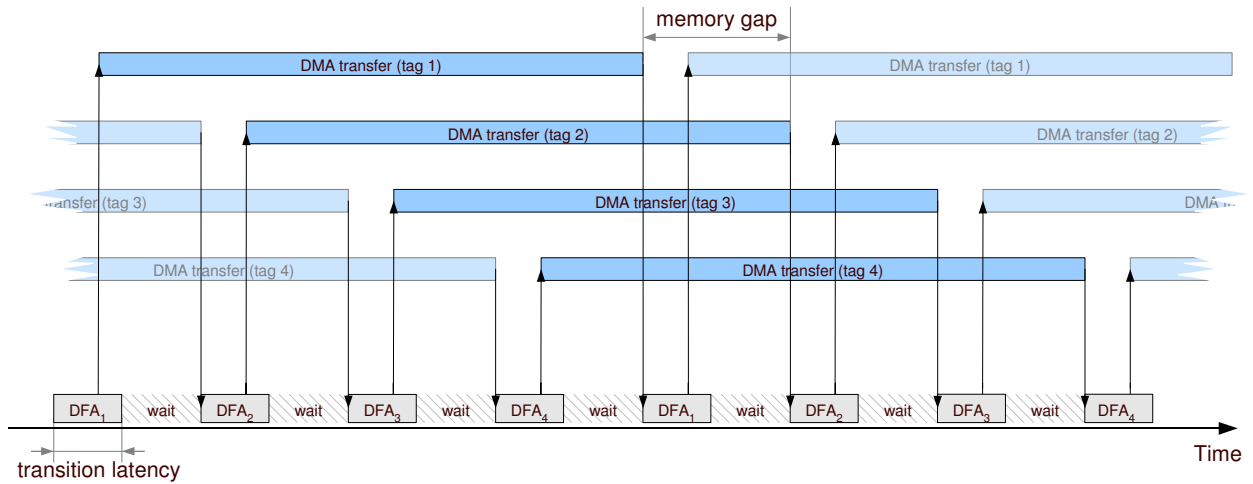 memory gap
DMA transfer (tag 1)
DMA transfer (tag 1)
DMA transfer (tag 2)
DMA transfer (tag 2)
transfer (tag 3)
DMA transfer (tag 3)
DMA
DMA transfer (tag 4)
DMA transfer (tag 4)
DFA1 wait DFA2 wait DFA3 wait DFA4 wait DFA1 wait DFA2 wait DFA3 wait DFA4
Time
transition latency